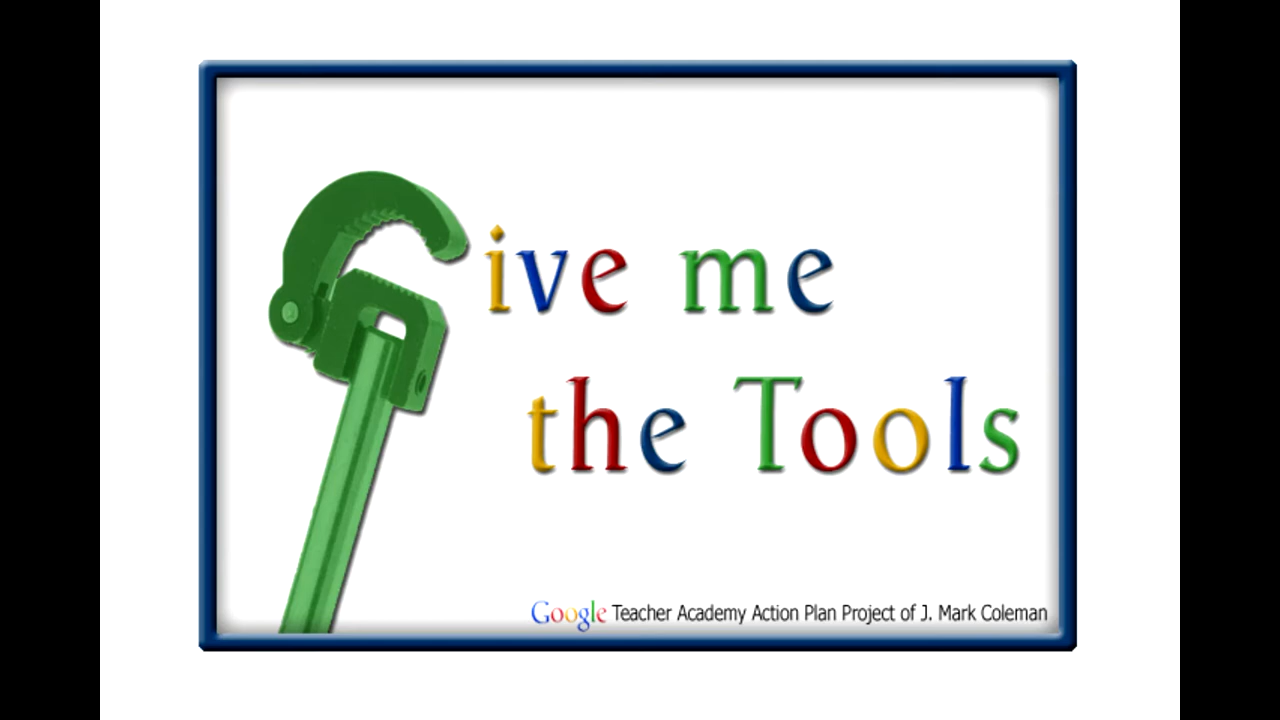 Give me
the Tools
Google Teacher Academy Action Plan Project of J. Mark Coleman